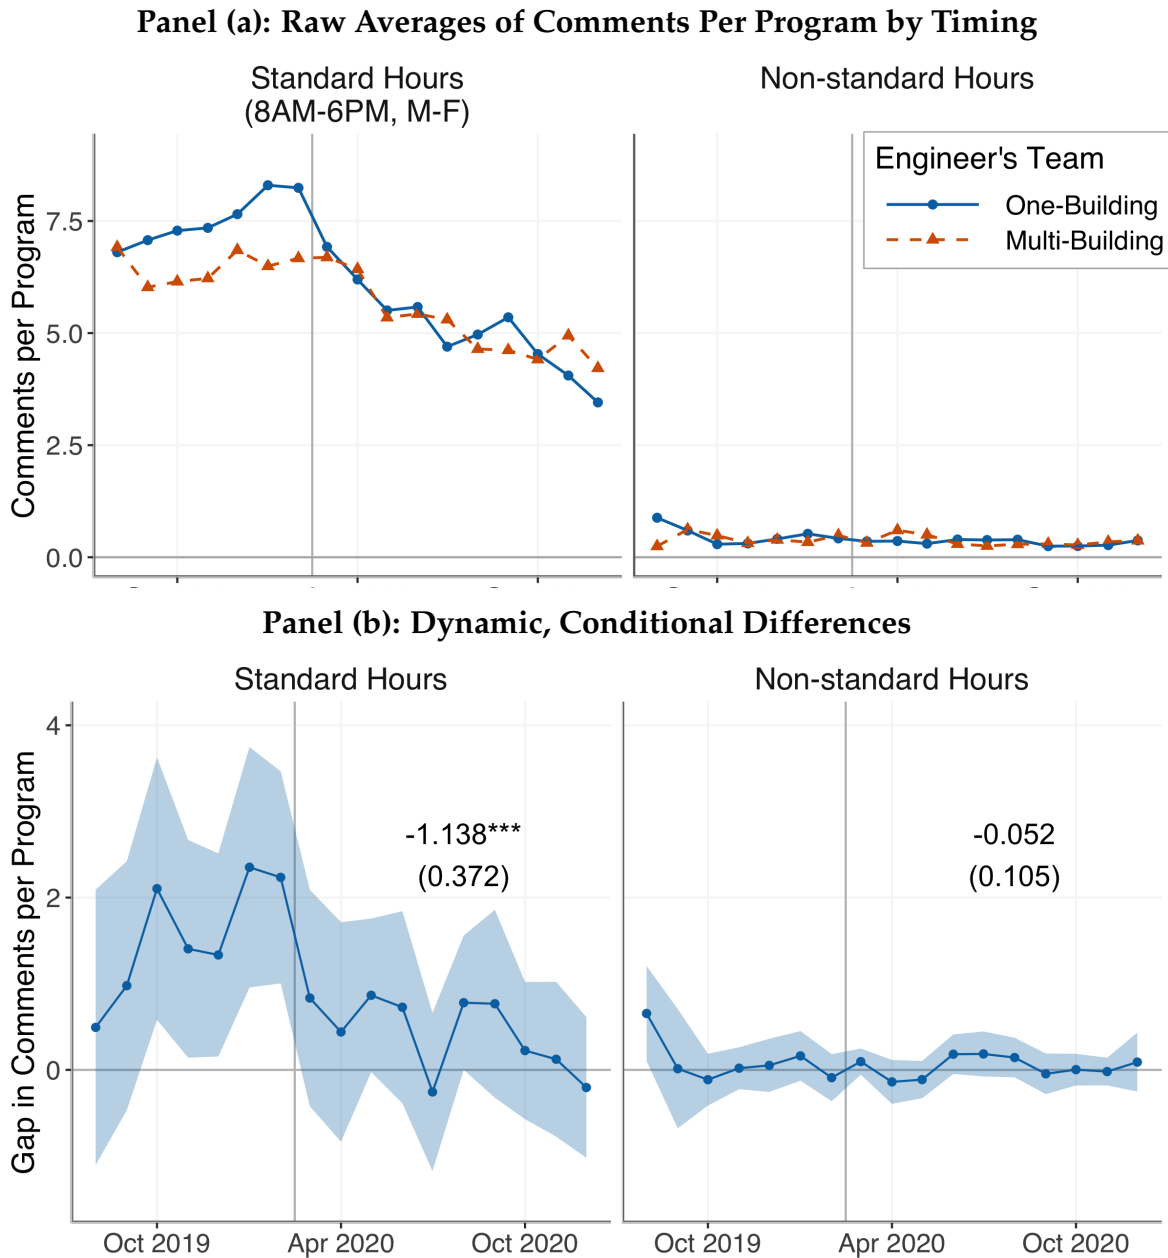 Panel (a): Raw Averages of Comments Per Program by Timing
Standard Hours
(8AM-6PM, M-F)
Non-standard Hours
Engineer's Team
One-Building
Multi-Building
Comments per Program
7.5
5.0
2.5
0.0
Panel (b): Dynamic, Conditional Differences
Standard Hours
Non-standard Hours
Gap in Comments per Program
4
2
0
-1.138***
(0.372)
-0.052
(0.105)
Oct 2019
Apr 2020
Oct 2020
Oct 2019
Apr 2020
Oct 2020